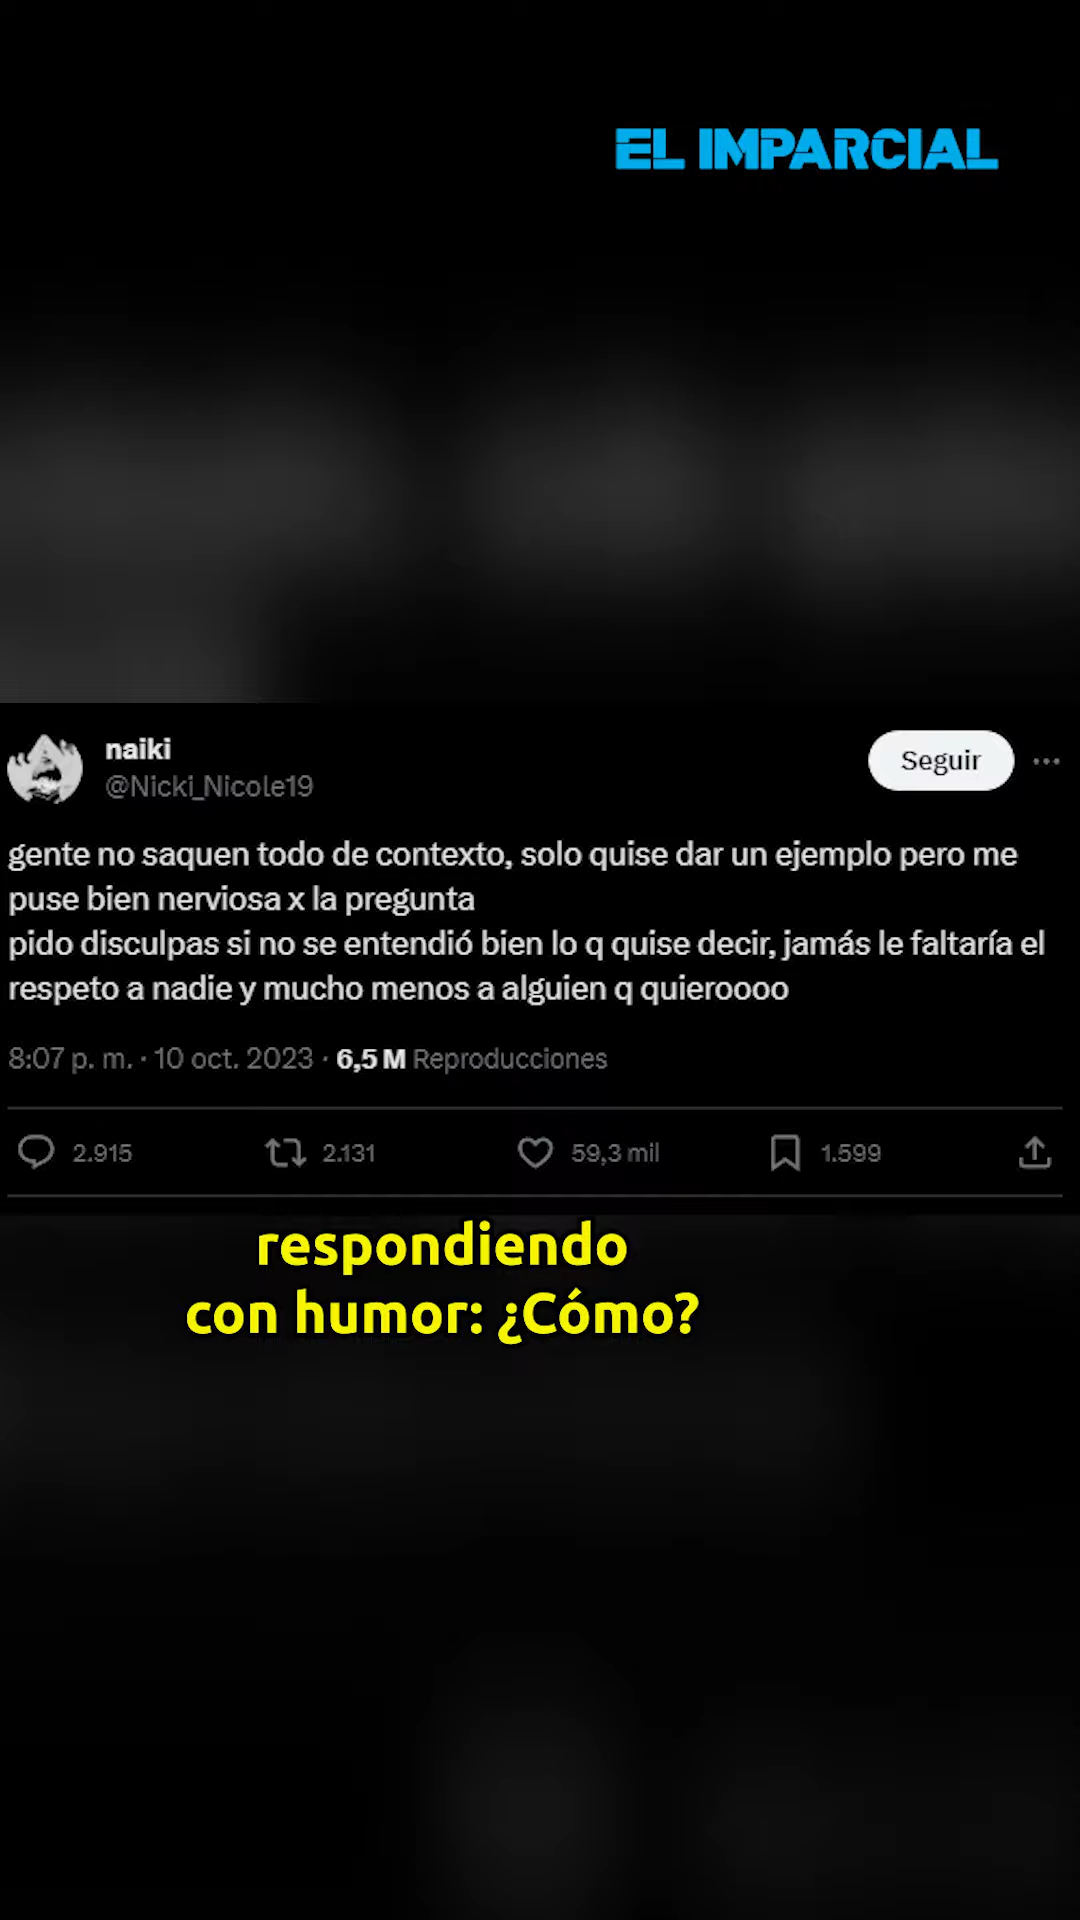 EL IMPARCIAL
naiki
@Nicki_Nicole19
Seguir
gente no saquen todo de contexto, solo quise dar un ejemplo pero me
puse bien nerviosa x la pregunta
pido disculpas si no se entendió bien lo q quise decir, jamás le faltaría el
respeto a nadie y mucho menos a alguien q quieroooo
8:07 p. m. · 10 oct. 2023 · 6,5 M Reproducciones
2.915 2.131 59,3 mil 1.599
respondiendo
con humor: ¿Cómo?